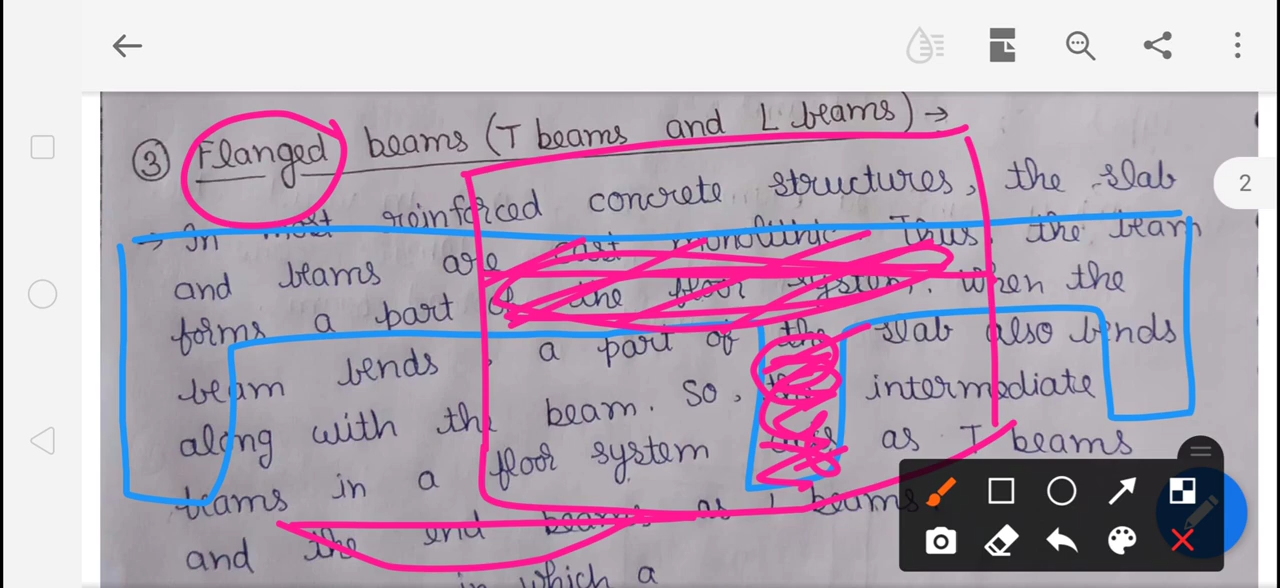 2
③ Flanged beams (T beams and L beams) →
→ In most reinforced concrete structures, the slab
and beams are cast monolithic. Thus, the beam
forms a part of the floor system. When the
beam bends, a part of the slab also bends
along with the beam. So, the intermediate
beams in a floor system acts as T beams
and the end beams as L beams.
in which a